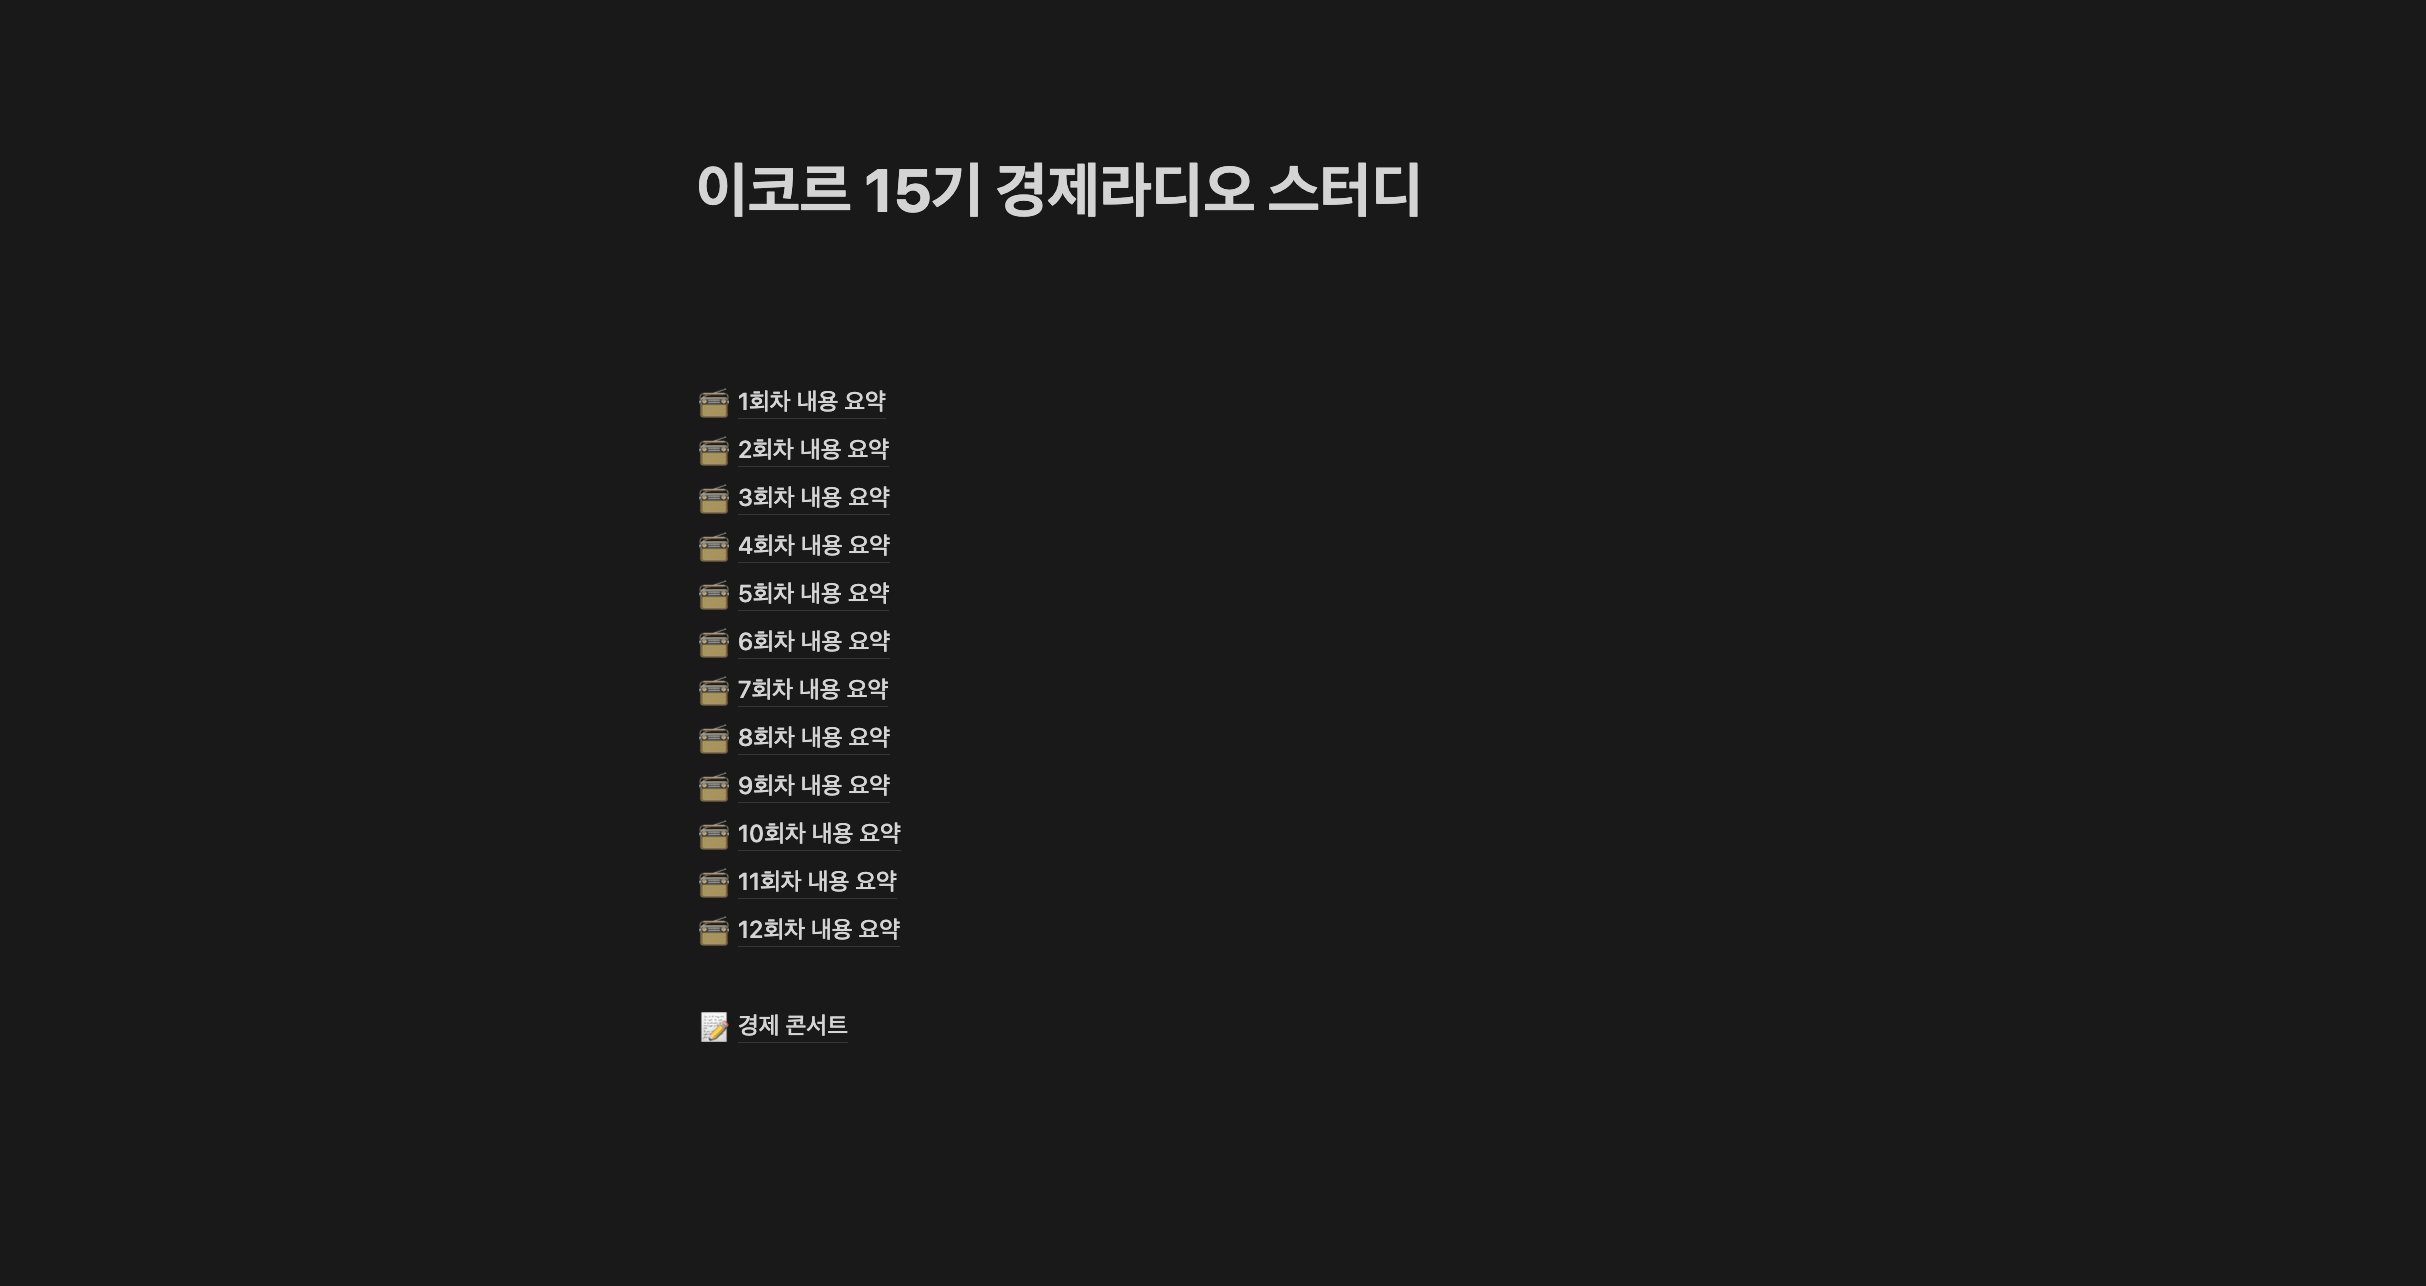 이코르 15기 경제라디오 스터디
1회차 내용 요약
2회차 내용 요약
3회차 내용 요약
4회차 내용 요약
5회차 내용 요약
6회차 내용 요약
7회차 내용 요약
8회차 내용 요약
9회차 내용 요약
10회차 내용 요약
11회차 내용 요약
12회차 내용 요약
경제 콘서트